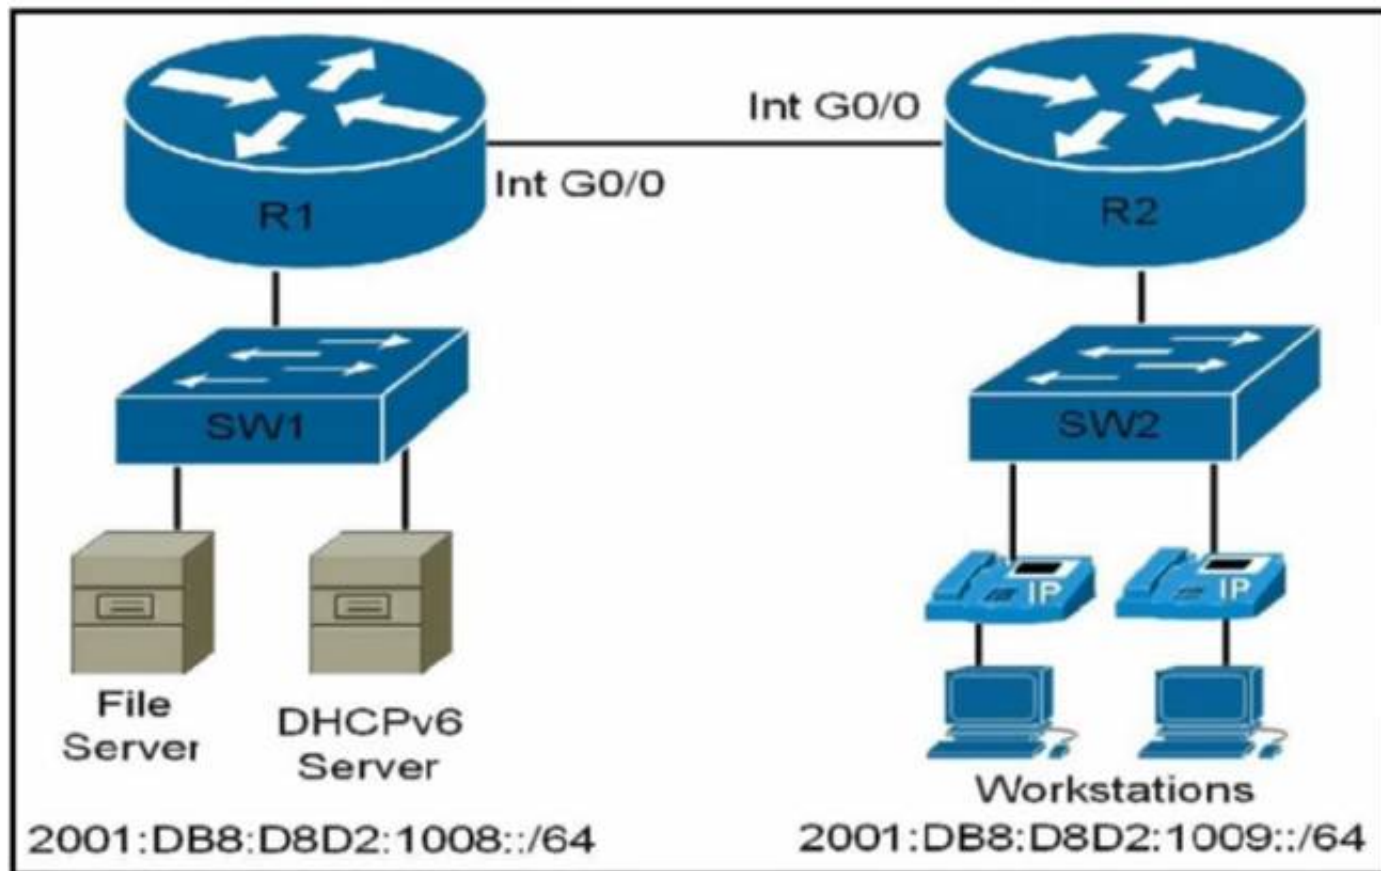 Int G0/0
Int G0/0
R1
R2
SW1
SW2
IP
IP
File
Server
DHCPv6
Server
Workstations
2001:DB8:D8D2:1008::/64
2001:DB8:D8D2:1009::/64